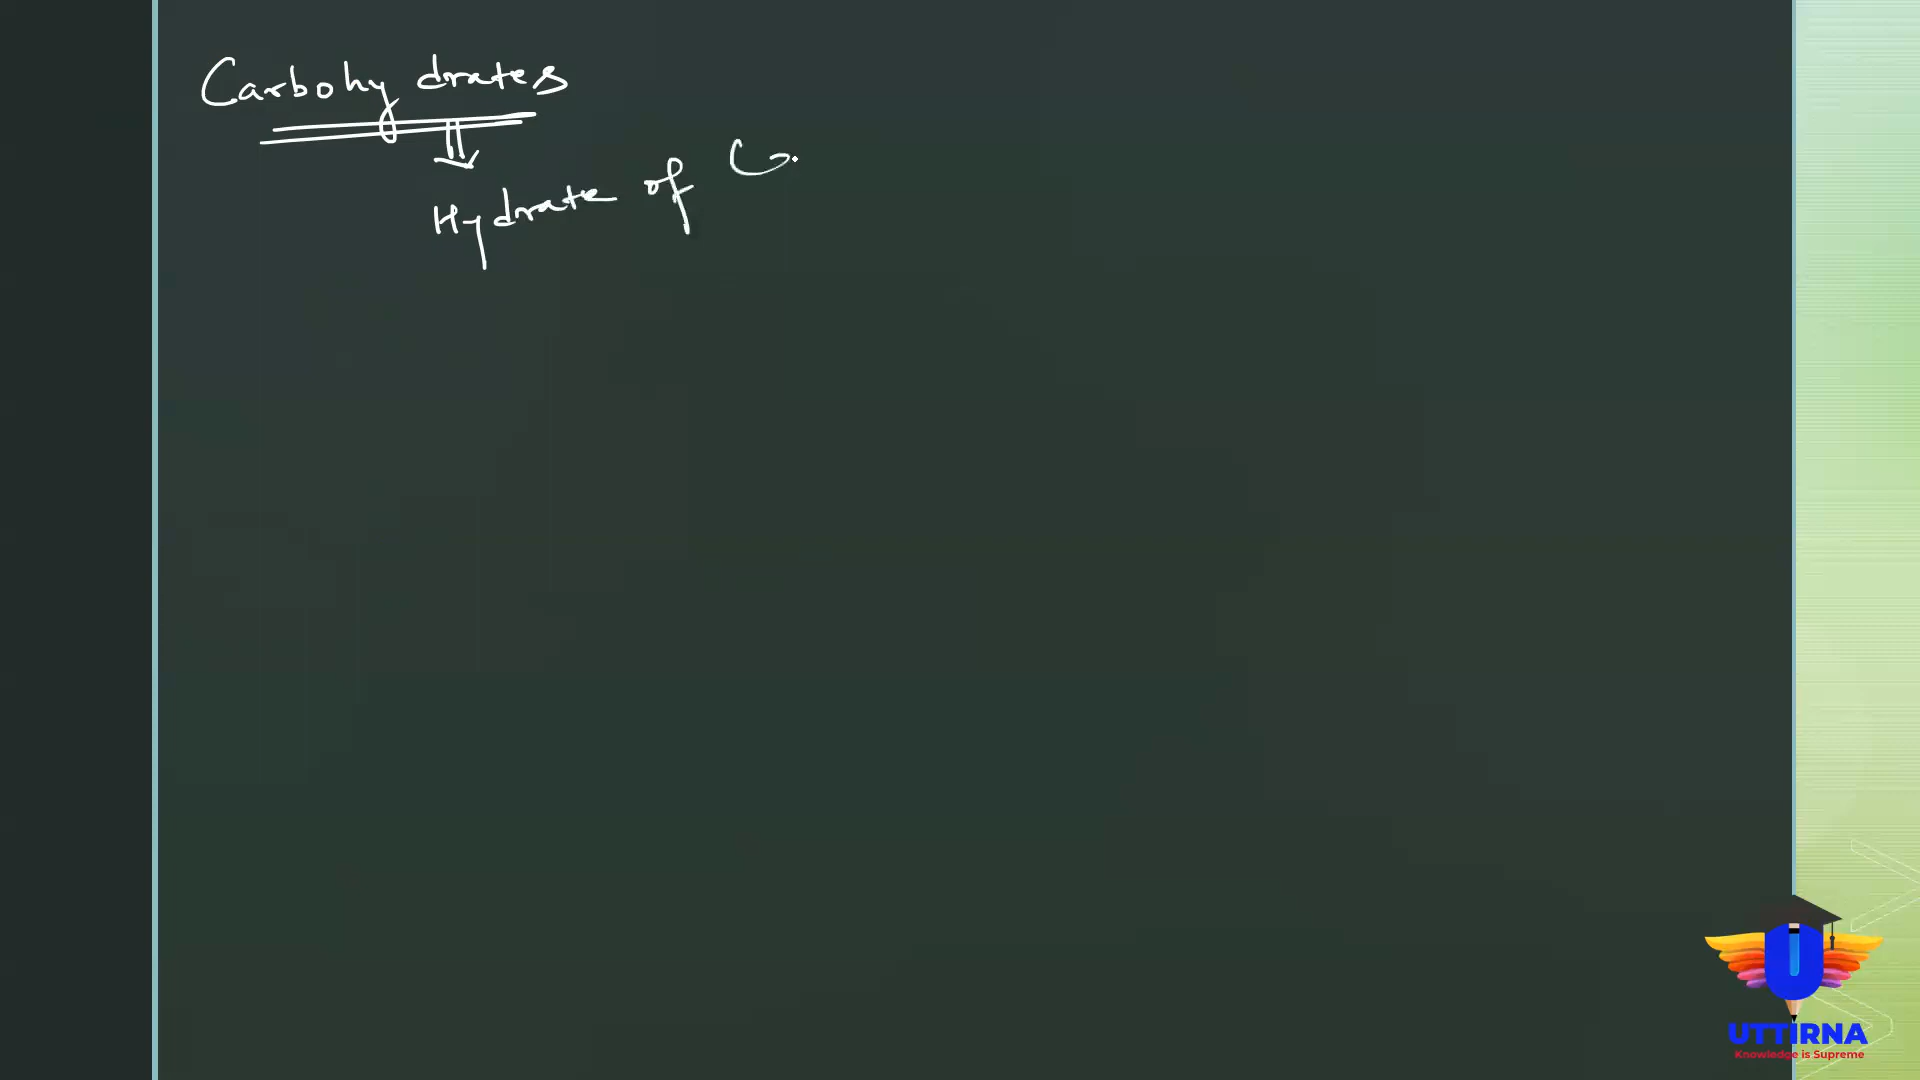 Carbohydrates
Hydrate of C
UTTIRNA
Knowledge is Supreme